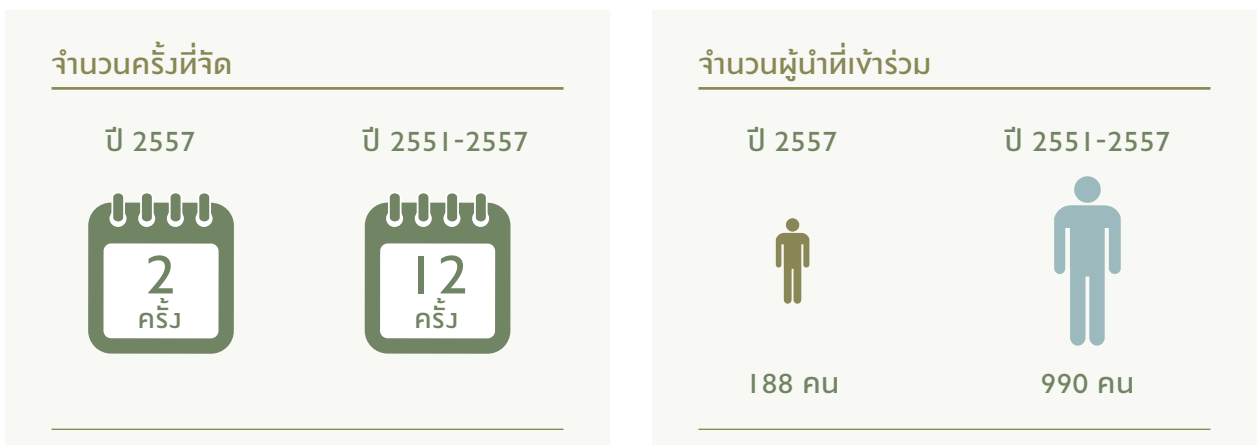 จำนวนครั้งที่จัด
ปี 2557
ปี 2551-2557
2
ครั้ง
12
ครั้ง
จำนวนผู้นำที่เข้าร่วม
ปี 2557
ปี 2551-2557
188 คน
990 คน